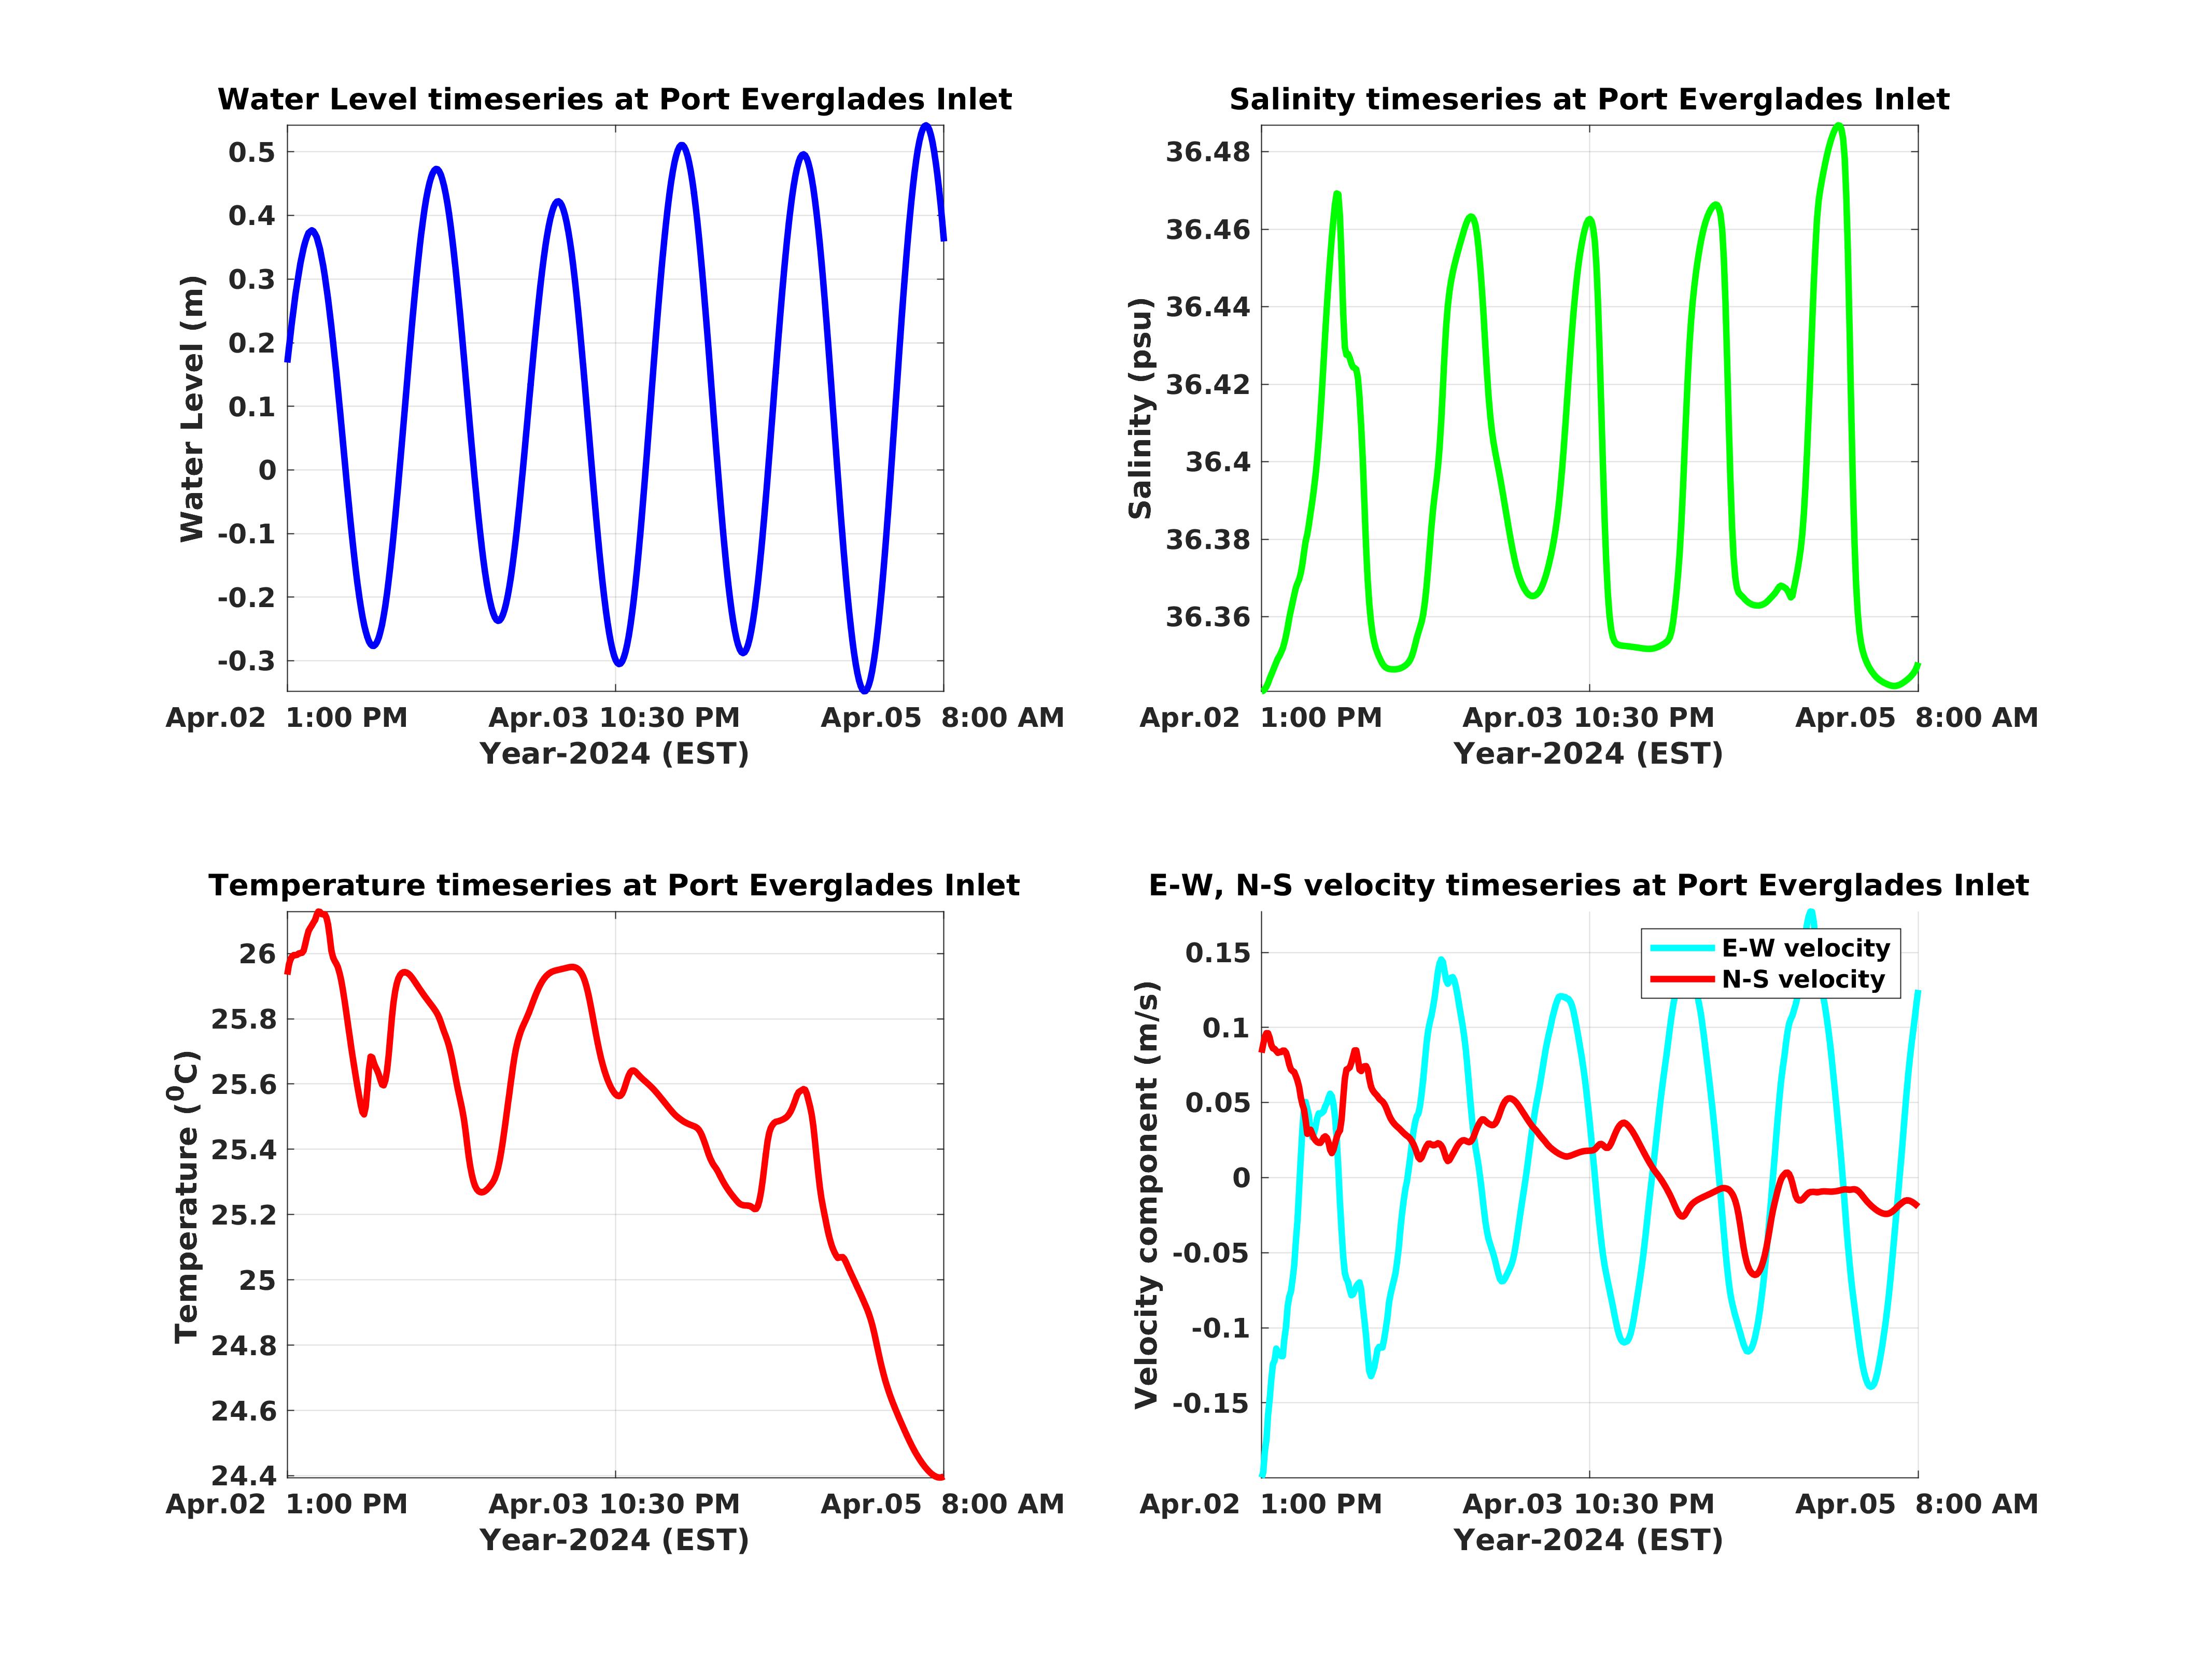 Water Level timeseries at Port Everglades Inlet
0.5
0.4
0.3
0.2
0.1
0
-0.1
-0.2
-0.3
Water Level (m)
Apr.02 1:00 PM Apr.03 10:30 PM Apr.05 8:00 AM
Year-2024 (EST)
Salinity timeseries at Port Everglades Inlet
36.48
36.46
36.44
36.42
36.4
36.38
36.36
Salinity (psu)
Apr.02 1:00 PM Apr.03 10:30 PM Apr.05 8:00 AM
Year-2024 (EST)
Temperature timeseries at Port Everglades Inlet
26
25.8
25.6
25.4
25.2
25
24.8
24.6
24.4
Temperature (⁰C)
Apr.02 1:00 PM Apr.03 10:30 PM Apr.05 8:00 AM
Year-2024 (EST)
E-W, N-S velocity timeseries at Port Everglades Inlet
E-W velocity
N-S velocity
0.15
0.1
0.05
0
-0.05
-0.1
-0.15
Velocity component (m/s)
Apr.02 1:00 PM Apr.03 10:30 PM Apr.05 8:00 AM
Year-2024 (EST)